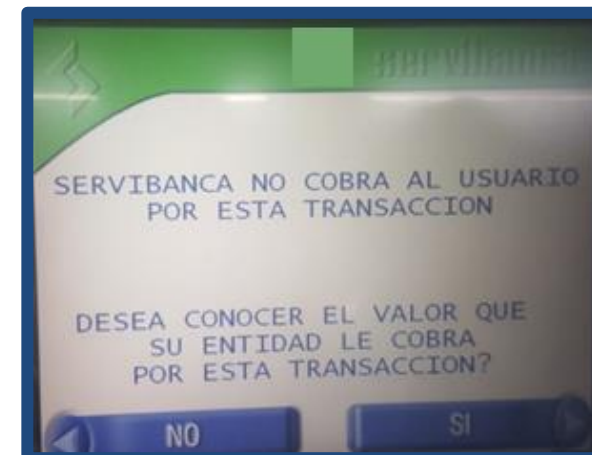 servibanca
SERVIBANCA NO COBRA AL USUARIO
POR ESTA TRANSACCION
DESEA CONOCER EL VALOR QUE
SU ENTIDAD LE COBRA
POR ESTA TRANSACCION?
NO
SI